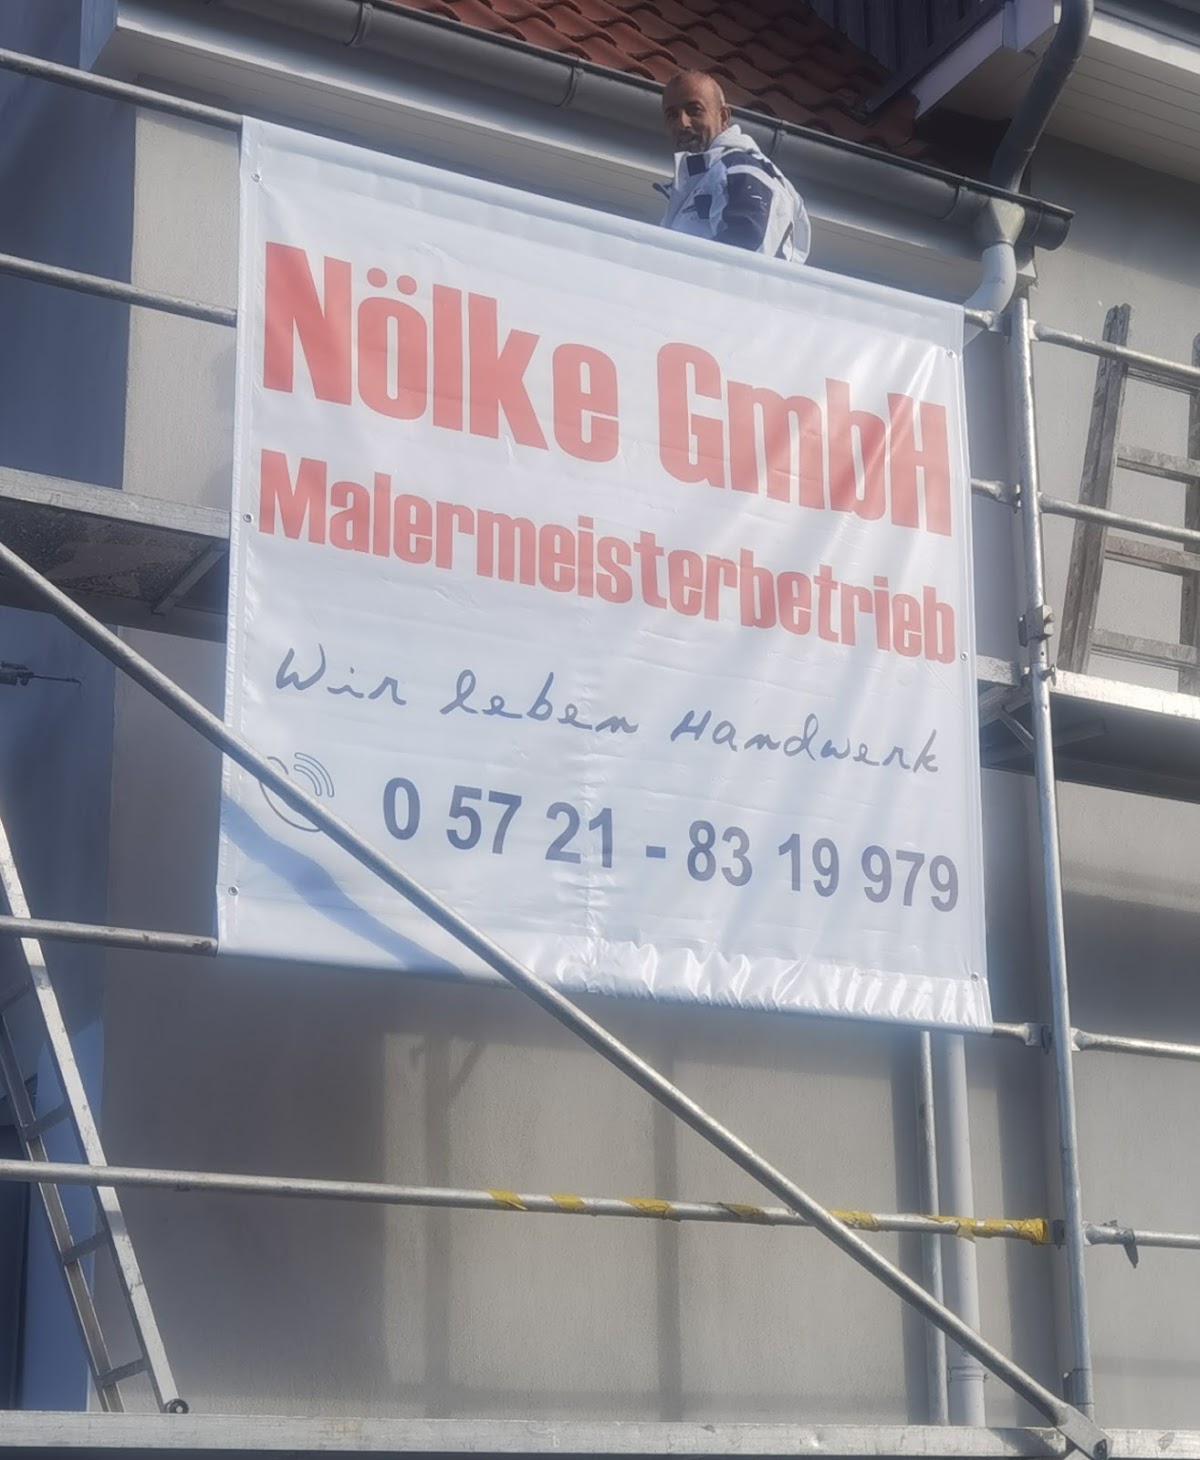 Nölke GmbH
Malermeisterbetrieb
Wir leben Handwerk
0 57 21 - 83 19 979